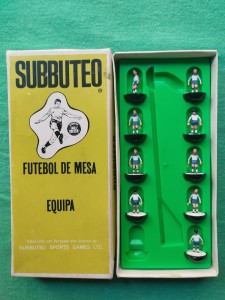 SUBBUTEO
FUTEBOL DE MESA
EQUIPA
SUBBUTEO SPORTS GAMES LTD.